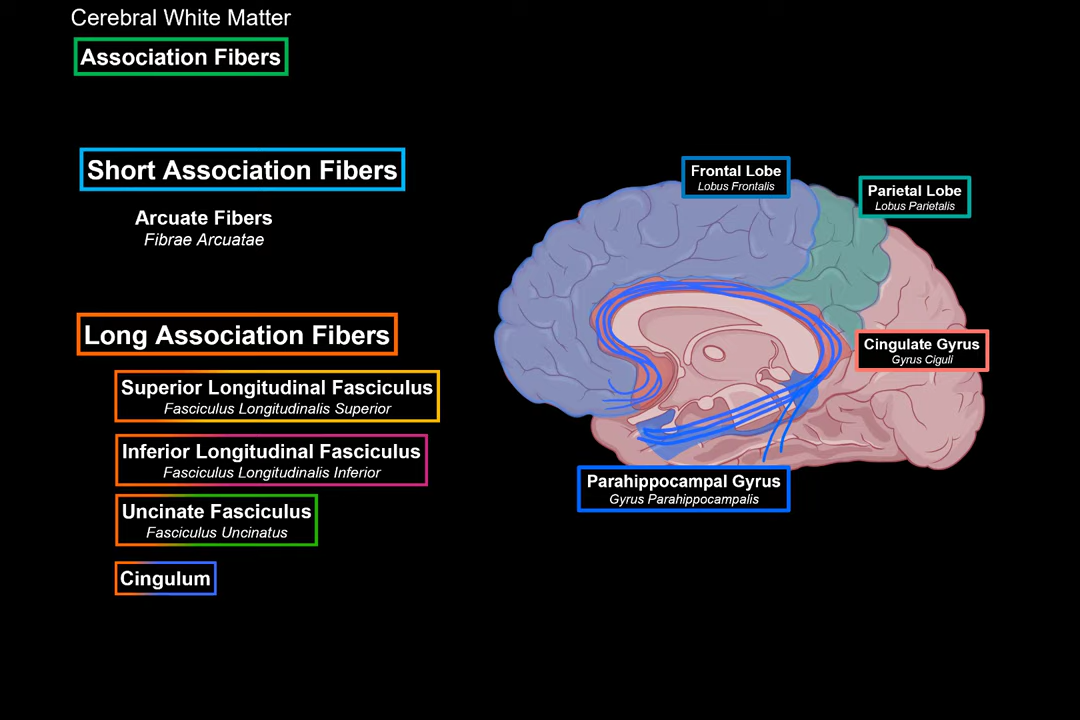 Cerebral White Matter
Association Fibers
Short Association Fibers
Arcuate Fibers
Fibrae Arcuatae
Long Association Fibers
Superior Longitudinal Fasciculus
Fasciculus Longitudinalis Superior
Inferior Longitudinal Fasciculus
Fasciculus Longitudinalis Inferior
Uncinate Fasciculus
Fasciculus Uncinatus
Cingulum
Frontal Lobe
Lobus Frontalis
Parietal Lobe
Lobus Parietalis
Cingulate Gyrus
Gyrus Ciguli
Parahippocampal Gyrus
Gyrus Parahippocampalis